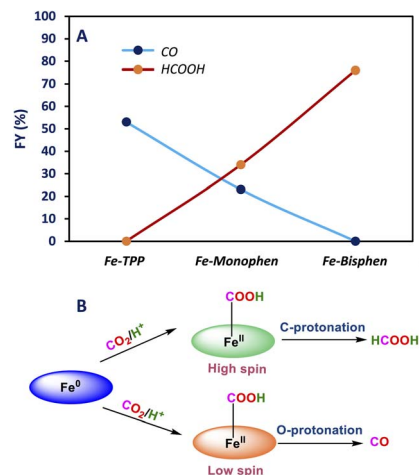 A
CO
HCOOH
FY (%)
100
90
80
70
60
50
40
30
20
10
0
Fe-TPP
Fe-Monophen
Fe-Bisphen
B
CO₂/H⁺
COOH
Feᴵᴵ
High spin
C-protonation
HCOOH
Fe⁰
CO₂/H⁺
COOH
Feᴵᴵ
Low spin
O-protonation
CO